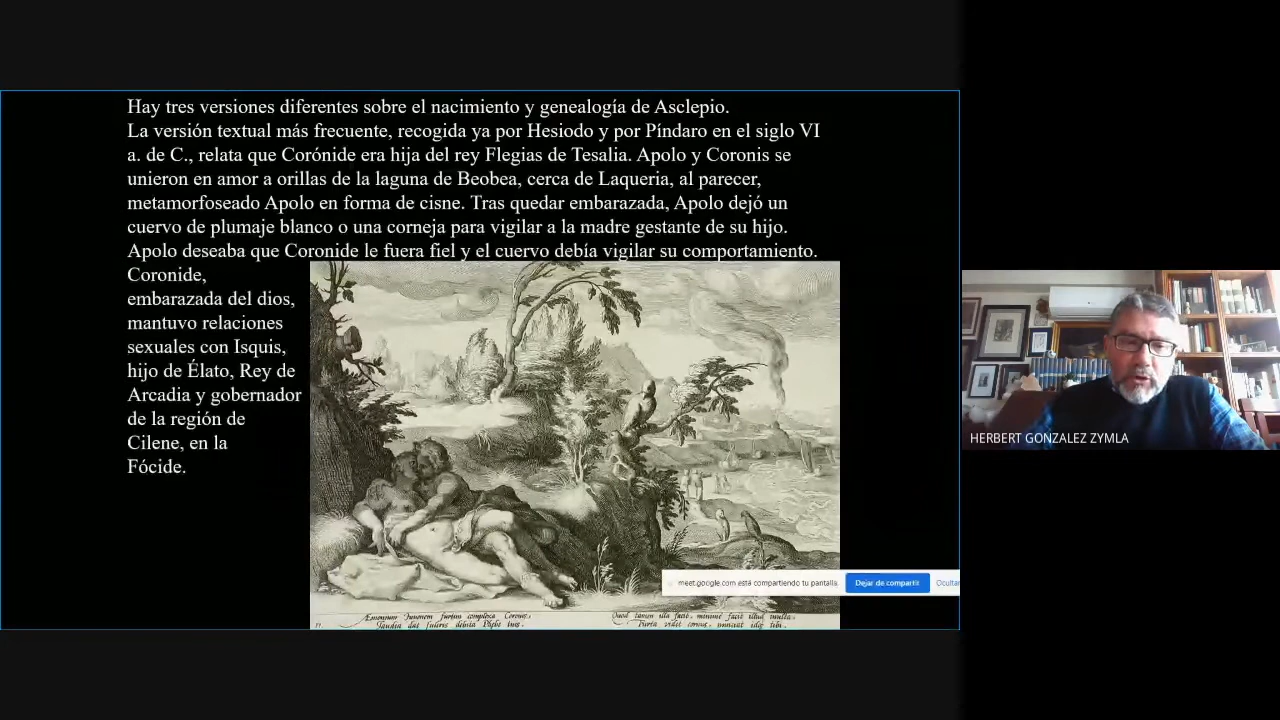 Hay tres versiones diferentes sobre el nacimiento y genealogía de Asclepio.
La versión textual más frecuente, recogida ya por Hesiodo y por Píndaro en el siglo VI
a. de C., relata que Corónide era hija del rey Flegias de Tesalia. Apolo y Coronis se
unieron en amor a orillas de la laguna de Beobea, cerca de Laqueria, al parecer,
metamorfoseado Apolo en forma de cisne. Tras quedar embarazada, Apolo dejó un
cuervo de plumaje blanco o una corneja para vigilar a la madre gestante de su hijo.
Apolo deseaba que Coronide le fuera fiel y el cuervo debía vigilar su comportamiento.
Coronide,
embarazada del dios,
mantuvo relaciones
sexuales con Isquis,
hijo de Élato, Rey de
Arcadia y gobernador
de la región de
Cilene, en la
Fócide.
HERBERT GONZALEZ ZYMLA
meet.google.com está compartiendo tu pantalla.
Dejar de compartir
Ocultar